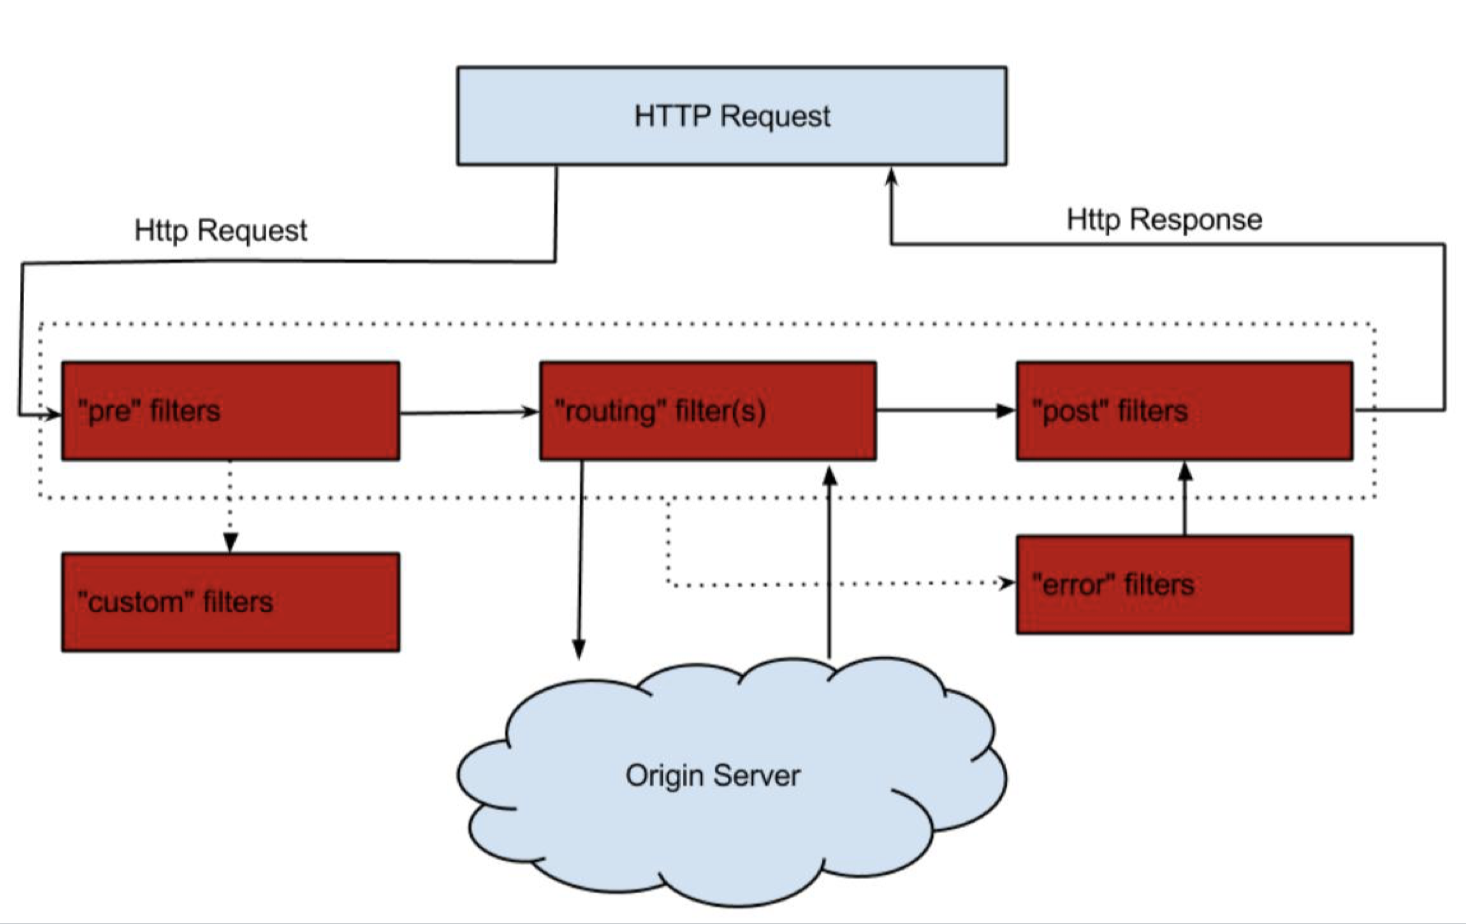 HTTP Request
Http Request
Http Response
"pre" filters
"routing" filter(s)
"post" filters
"custom" filters
"error" filters
Origin Server